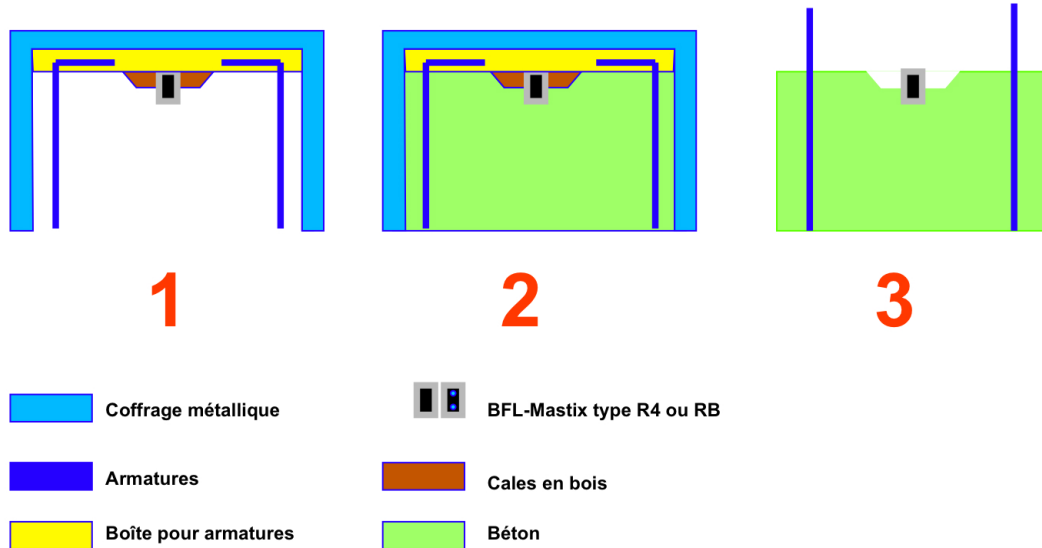 1 2 3
Coffrage métallique
BFL-Mastix type R4 ou RB
Armatures
Cales en bois
Boîte pour armatures
Béton